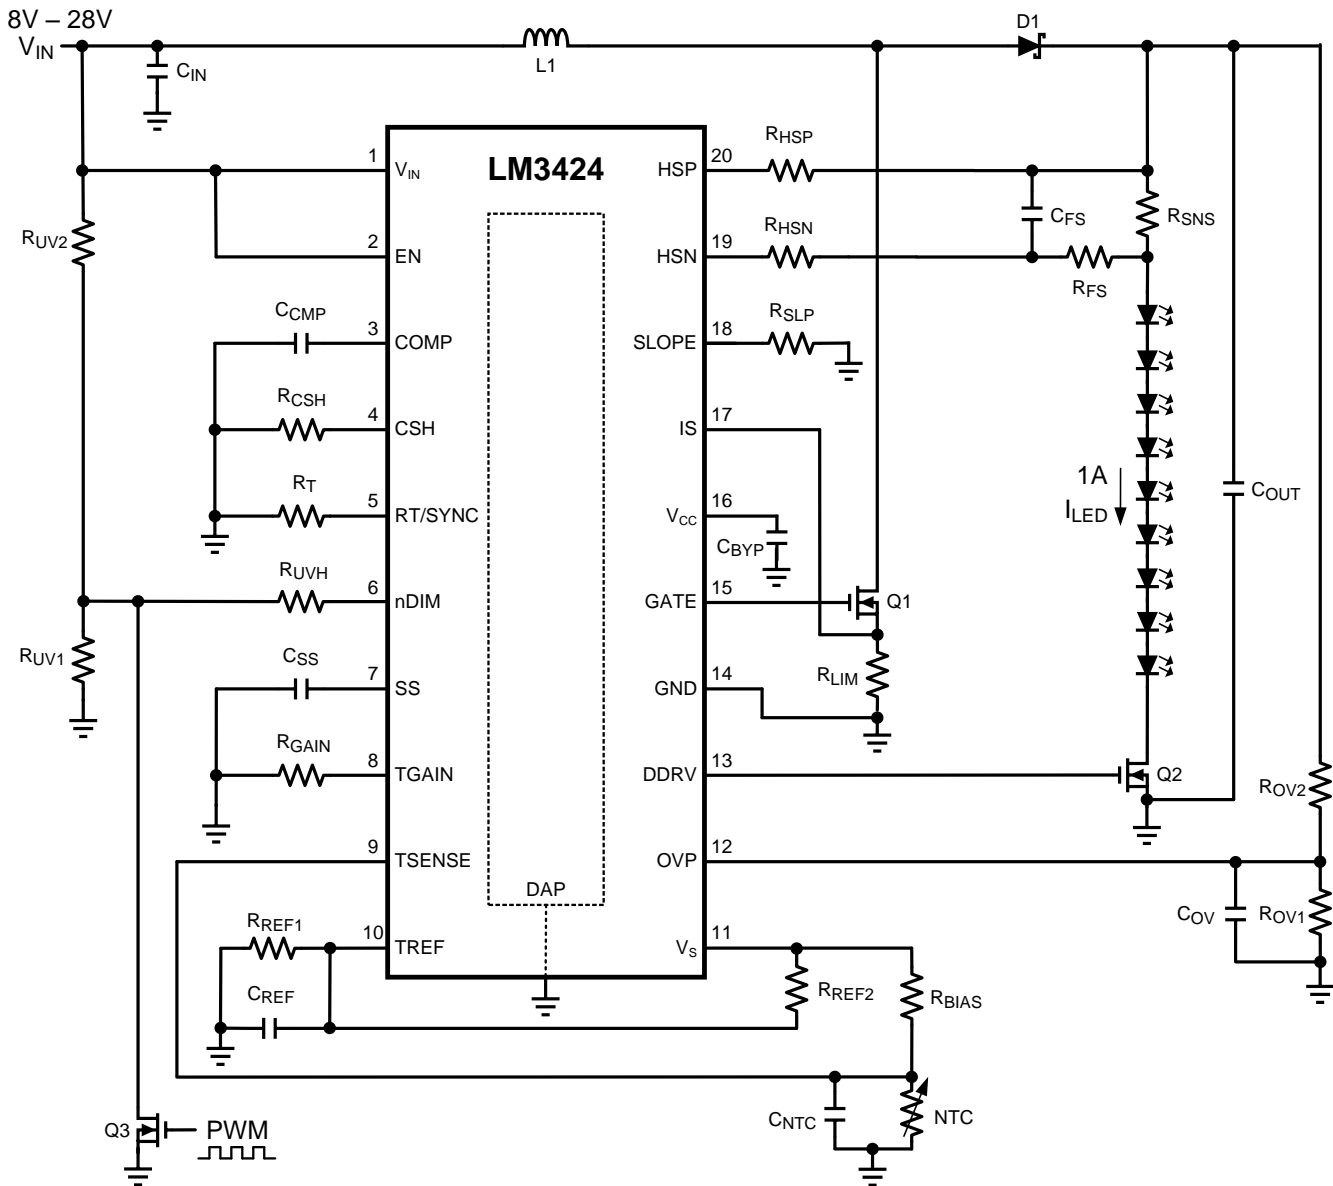 8V – 28V
VIN
CIN
L1
D1
LM3424
1
VIN
2
EN
3
COMP
4
CSH
5
RT/SYNC
6
nDIM
7
SS
8
TGAIN
9
TSENSE
10
TREF
20
HSP
19
HSN
18
SLOPE
17
IS
16
VCC
15
GATE
14
GND
13
DDRV
12
OVP
11
VS
DAP
RUV2
CCMP
RCSH
RT
RUVH
RUV1
CSS
RGAIN
RREF1
CREF
Q3
PWM
RHSP
RHSN
CFS
RFS
RSNS
RSLP
CBYP
Q1
RLIM
1A
ILED
COUT
Q2
ROV2
COV
ROV1
RREF2
RBIAS
CNTC
NTC